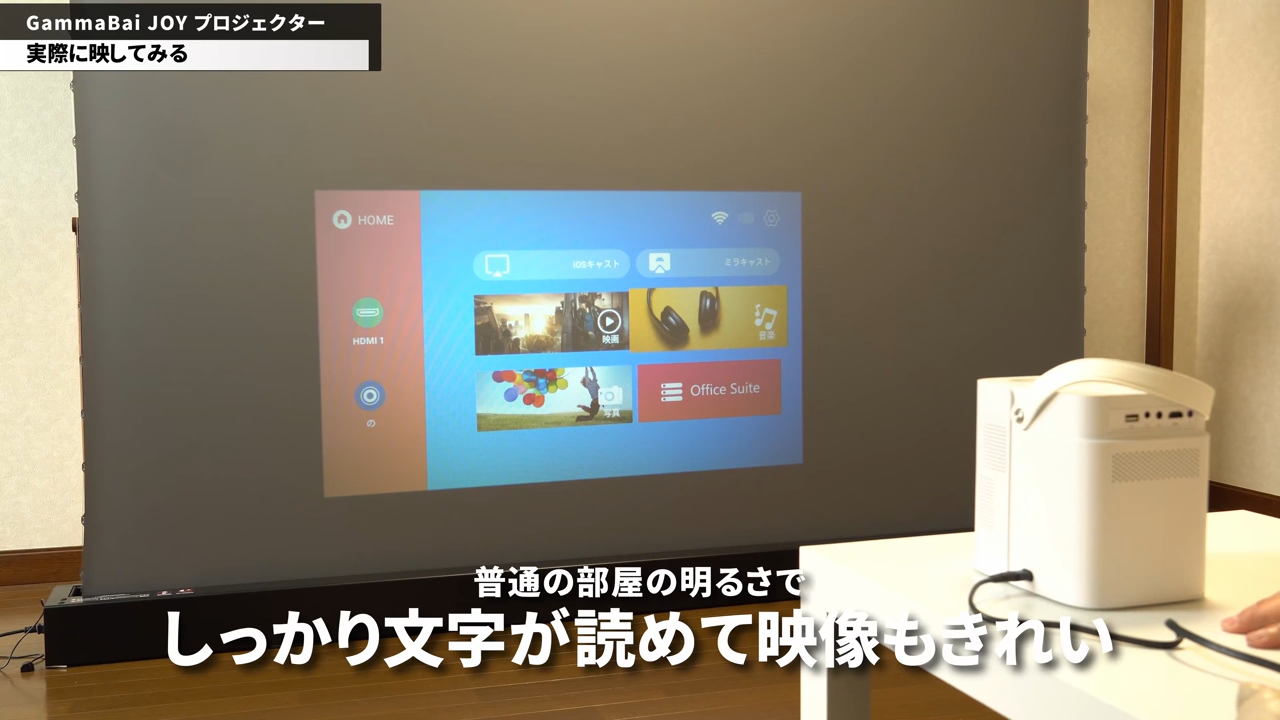 GammaBai JOY プロジェクター
実際に映してみる
HOME
iOSキャスト
ミラキャスト
HDMI 1
映画
音楽
写真
Office Suite
の
普通の部屋の明るさで
しっかり文字が読めて映像もきれい